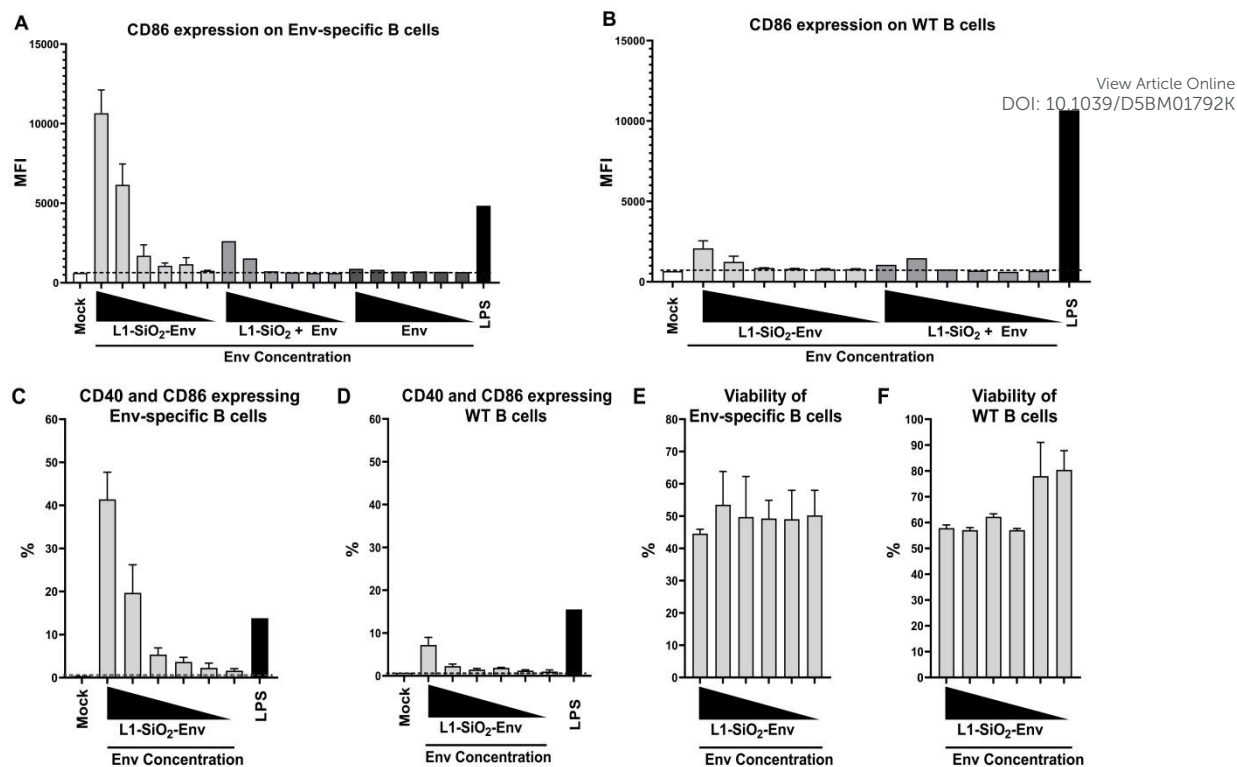 A
CD86 expression on Env-specific B cells
MFI
15000
10000
5000
0
Mock
L1-SiO₂-Env
L1-SiO₂ + Env
Env
LPS
Env Concentration
B
CD86 expression on WT B cells
View Article Online
DOI: 10.1039/D5BM01792K
MFI
15000
10000
5000
0
Mock
L1-SiO₂-Env
L1-SiO₂ + Env
LPS
Env Concentration
C
CD40 and CD86 expressing
Env-specific B cells
%
60
50
40
30
20
10
0
Mock
L1-SiO₂-Env
LPS
Env Concentration
D
CD40 and CD86 expressing
WT B cells
%
60
50
40
30
20
10
0
Mock
L1-SiO₂-Env
LPS
Env Concentration
E
Viability of
Env-specific B cells
%
80
70
60
50
40
30
20
10
0
L1-SiO₂-Env
Env Concentration
F
Viability of
WT B cells
%
100
90
80
70
60
50
40
30
20
10
0
L1-SiO₂-Env
Env Concentration